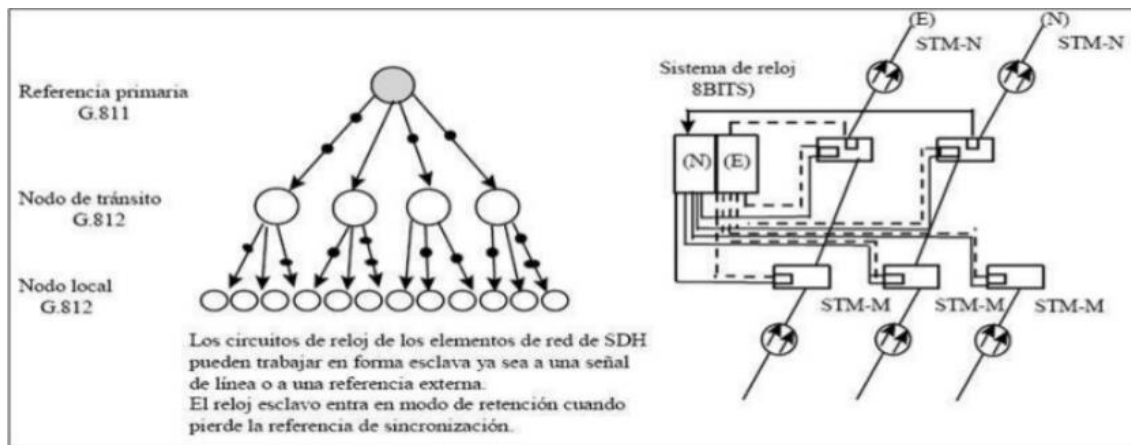 Referencia primaria
G.811
Nodo de tránsito
G.812
Nodo local
G.812
Los circuitos de reloj de los elementos de red de SDH
pueden trabajar en forma esclava ya sea a una señal
de línea o a una referencia externa.
El reloj esclavo entra en modo de retención cuando
pierde la referencia de sincronización.
(E)
STM-N
(N)
STM-N
Sistema de reloj
8BITS)
(N)
(E)
STM-M
STM-M
STM-M